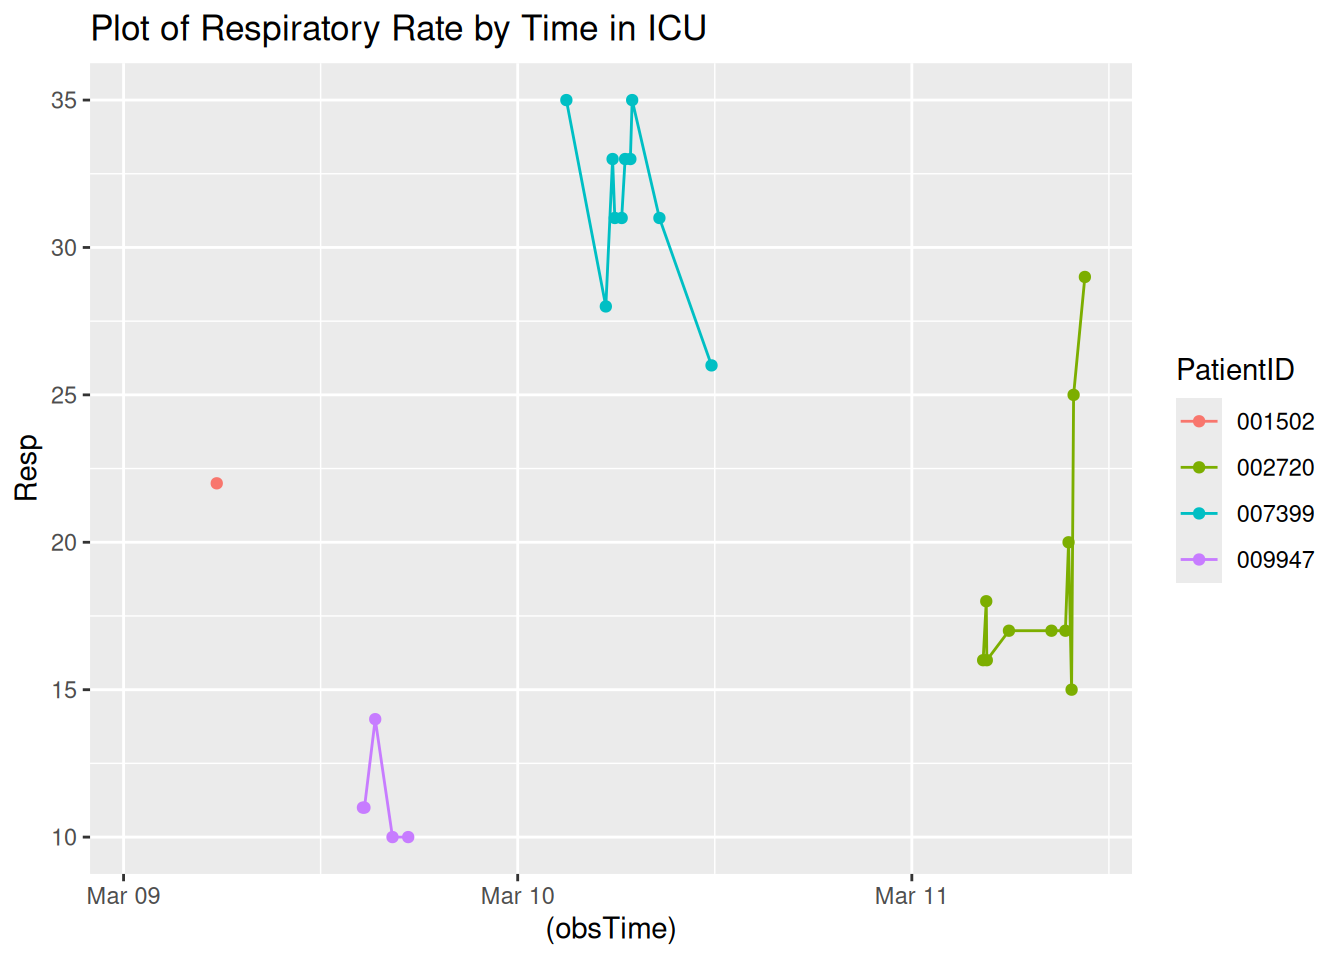 Plot of Respiratory Rate by Time in ICU
35
30
25
20
15
10
Resp
Mar 09
Mar 10
Mar 11
(obsTime)
PatientID
001502
002720
007399
009947